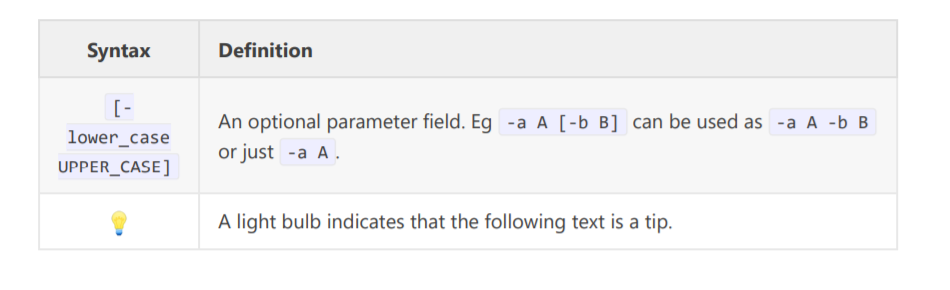 Syntax Definition
[-
lower_case
UPPER_CASE]
An optional parameter field. Eg -a A [-b B] can be used as -a A -b B
or just -a A .
💡 A light bulb indicates that the following text is a tip.